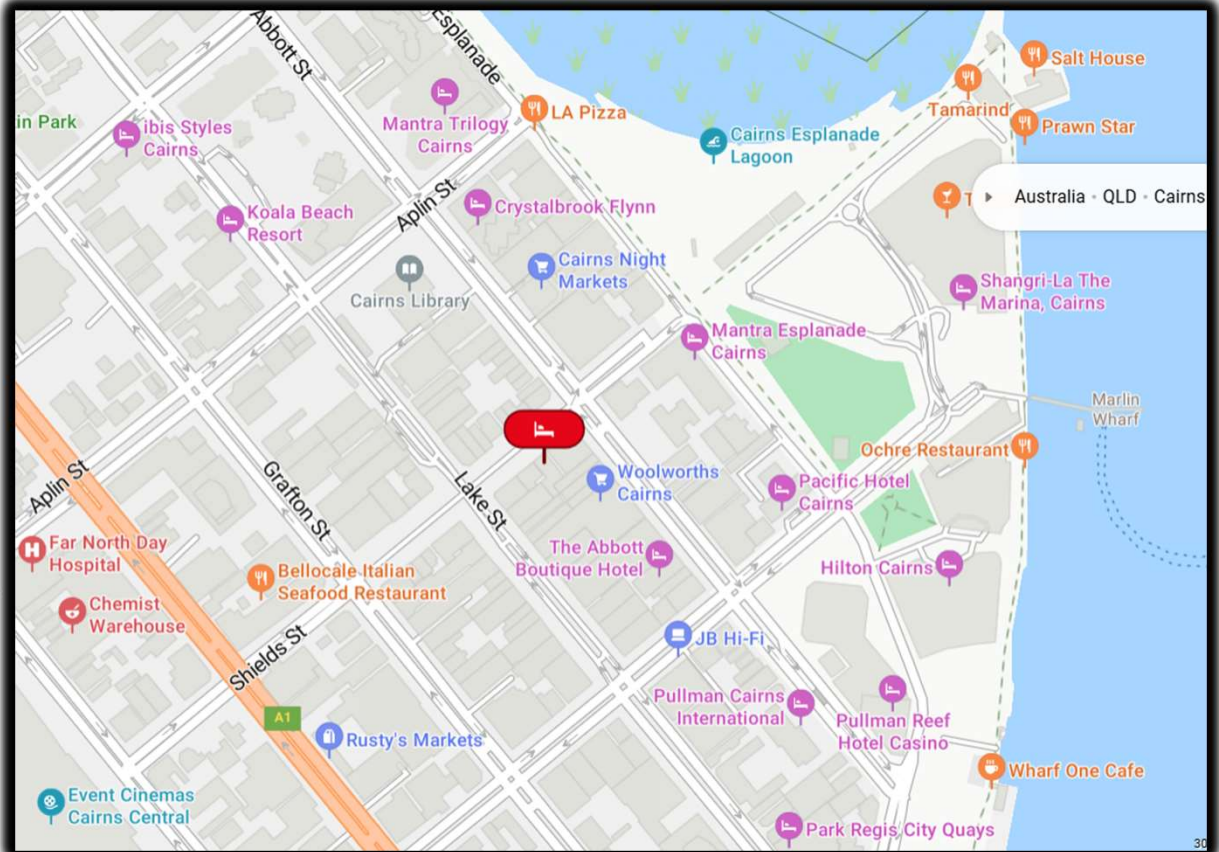 Abbott St
Esplanade
Salt House
LA Pizza
Tamarind
in Park
ibis Styles
Cairns
Mantra Trilogy
Cairns
Prawn Star
Cairns Esplanade
Lagoon
T
Australia • QLD • Cairns
Aplin St
Koala Beach
Resort
Crystalbrook Flynn
Cairns Night
Markets
Cairns Library
Shangri-La The
Marina, Cairns
Mantra Esplanade
Cairns
Marlin
Wharf
Ochre Restaurant
Aplin St
Grafton St
Lake St
Woolworths
Cairns
Pacific Hotel
Cairns
Far North Day
Hospital
The Abbott
Boutique Hotel
Hilton Cairns
Bellocale Italian
Seafood Restaurant
Chemist
Warehouse
JB Hi-Fi
Shields St
Pullman Cairns
International
Pullman Reef
Hotel Casino
A1
Rusty's Markets
Wharf One Cafe
Event Cinemas
Cairns Central
Park Regis City Quays
30